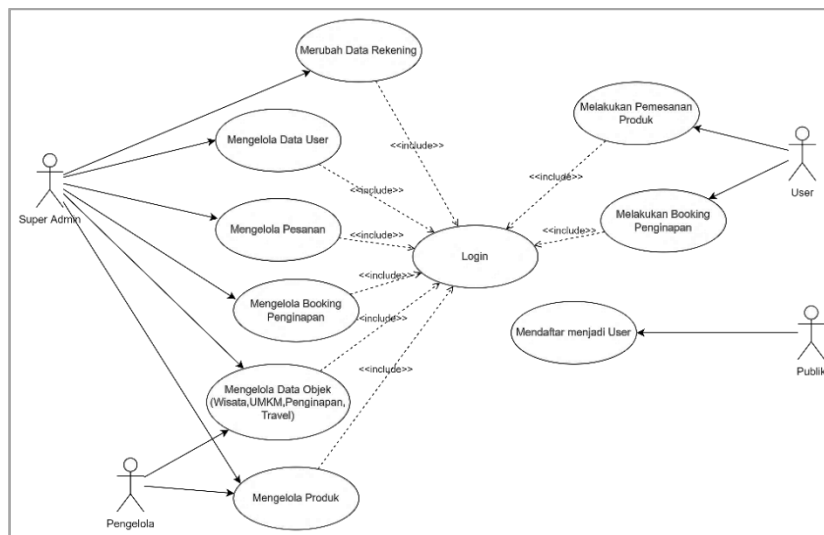 Merubah Data Rekening
<<include>>
Mengelola Data User
<<include>>
Super Admin
Mengelola Pesanan
<<include>>
Mengelola Booking
Penginapan
<<include>>
<<include>>
Mengelola Data Objek
(Wisata,UMKM,Penginapan,
Travel)
<<include>>
Pengelola
Mengelola Produk
Login
Melakukan Pemesanan
Produk
<<include>>
User
Melakukan Booking
Penginapan
<<include>>
Mendaftar menjadi User
Publik